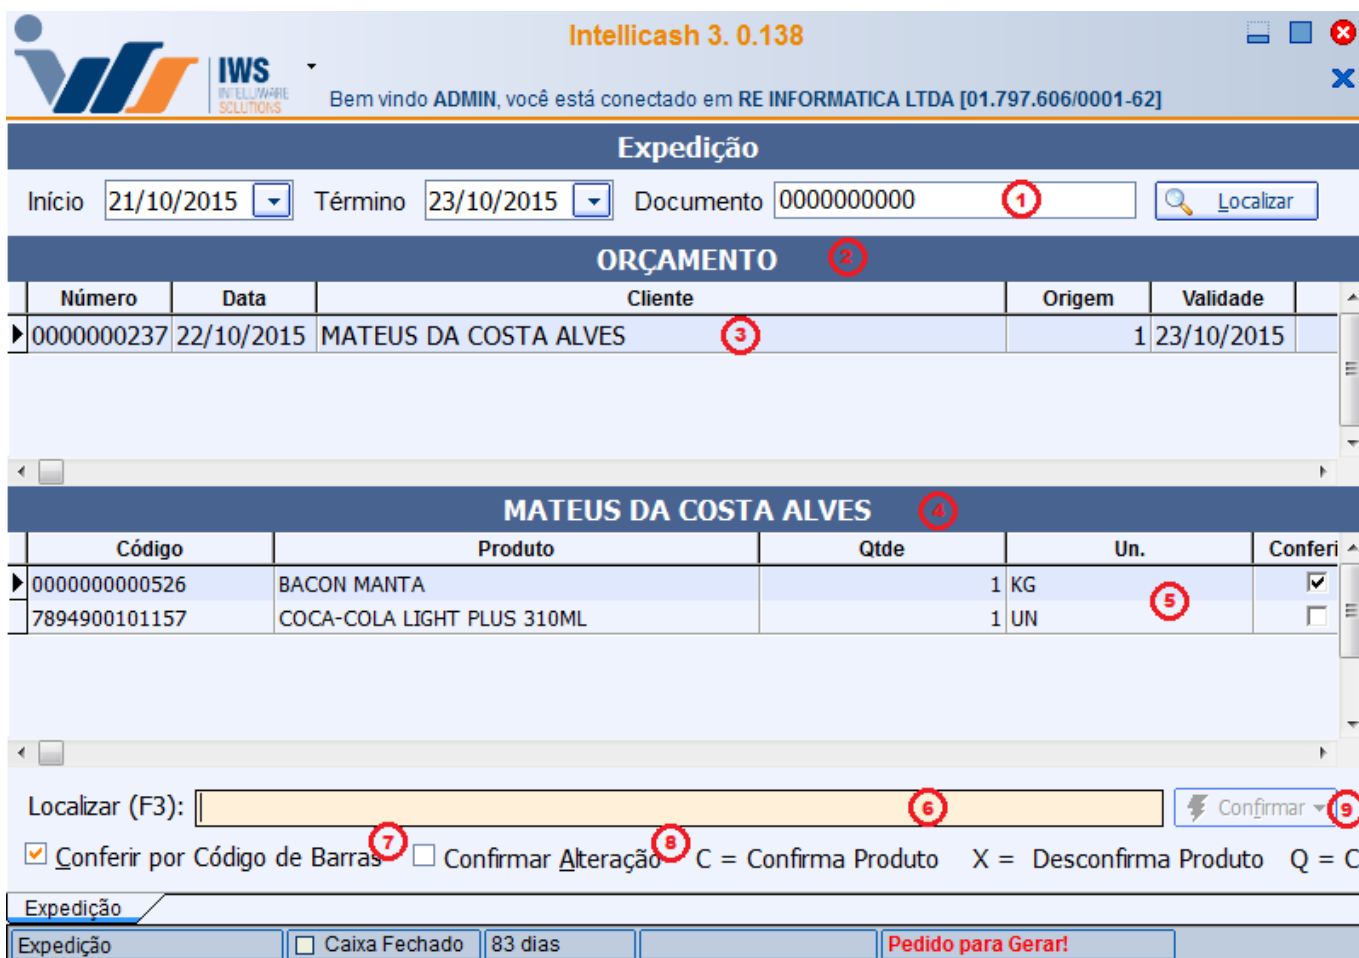 Intellicash 3. 0.138
IWS
INTELLIWARE
SOLUTIONS
Bem vindo ADMIN, você está conectado em RE INFORMATICA LTDA [01.797.606/0001-62]
Expedição
Início 21/10/2015 Término 23/10/2015 Documento 0000000000 1 Localizar
ORÇAMENTO 2
Número Data Cliente Origem Validade
0000000237 22/10/2015 MATEUS DA COSTA ALVES 3 1 23/10/2015
MATEUS DA COSTA ALVES 4
Código Produto Qtde Un. Conferi
0000000000526 BACON MANTA 1 KG
7894900101157 COCA-COLA LIGHT PLUS 310ML 1 UN 5
Localizar (F3): 6 Confirmar 9
Conferir por Código de Barras 7 Confirmar Alteração 8 C = Confirma Produto X = Desconfirma Produto Q = C
Expedição
Expedição Caixa Fechado 83 dias Pedido para Gerar!